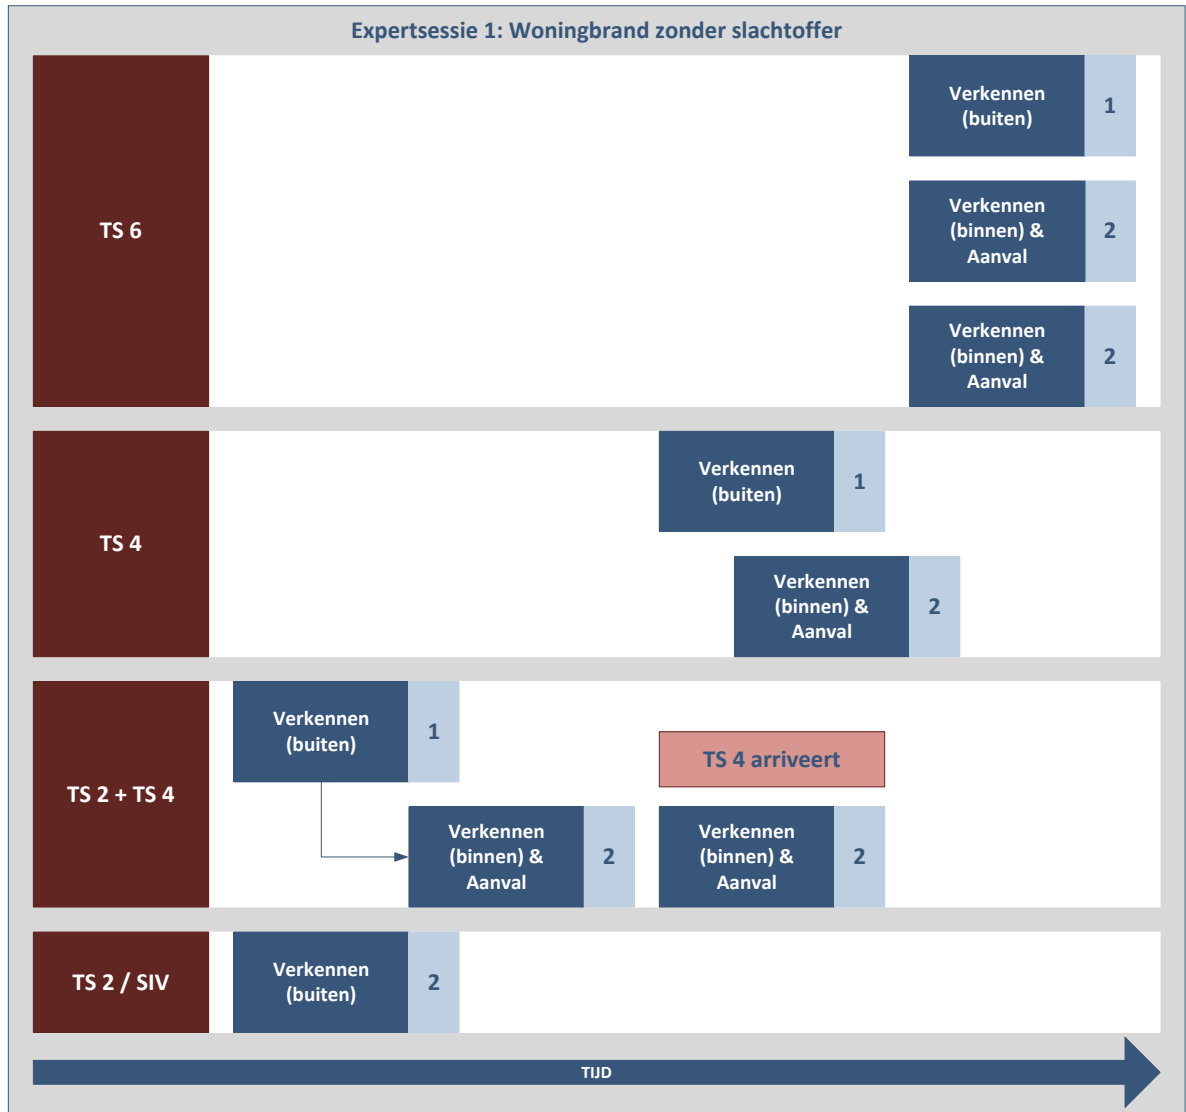 Expertsessie 1: Woningbrand zonder slachtoffer
TS 6
Verkennen
(buiten)
1
Verkennen
(binnen) &
Aanval
2
Verkennen
(binnen) &
Aanval
2
TS 4
Verkennen
(buiten)
1
Verkennen
(binnen) &
Aanval
2
TS 2 + TS 4
Verkennen
(buiten)
1
TS 4 arriveert
Verkennen
(binnen) &
Aanval
2
Verkennen
(binnen) &
Aanval
2
TS 2 / SIV
Verkennen
(buiten)
2
TIJD